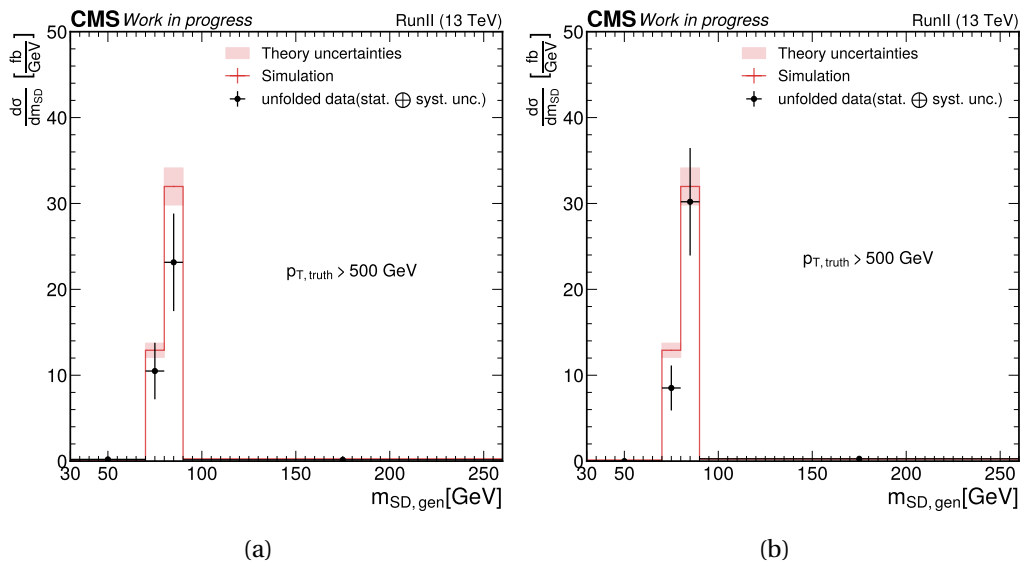 CMS Work in progress RunII (13 TeV)
dσ/dm_SD [fb/GeV]
50
40
30
20
10
0
Theory uncertainties
Simulation
unfolded data(stat. ⨁ syst. unc.)
p_T, truth > 500 GeV
30 50 100 150 200 250
m_SD, gen[GeV]
(a)
CMS Work in progress RunII (13 TeV)
dσ/dm_SD [fb/GeV]
50
40
30
20
10
0
Theory uncertainties
Simulation
unfolded data(stat. ⨁ syst. unc.)
p_T, truth > 500 GeV
30 50 100 150 200 250
m_SD, gen[GeV]
(b)